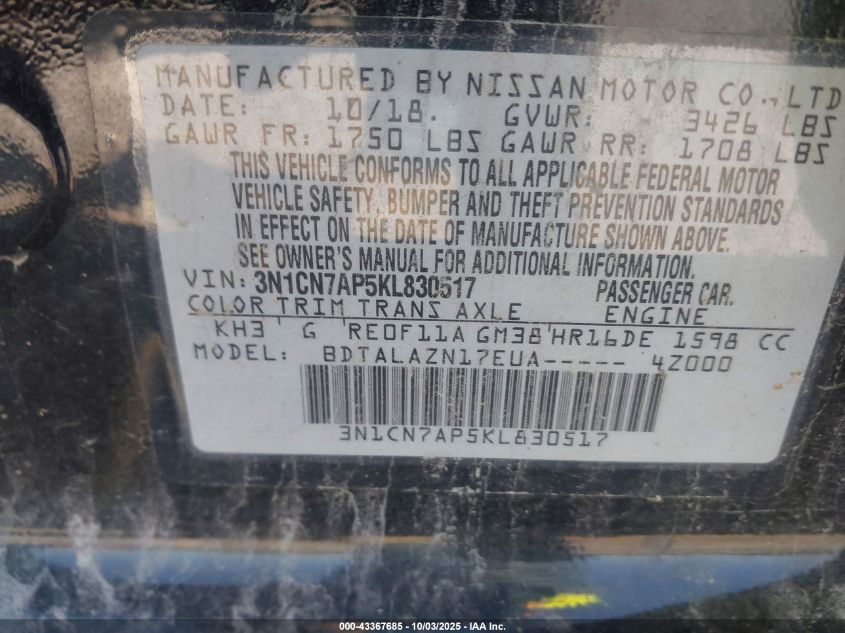 MANUFACTURED BY NISSAN MOTOR CO., LTD
DATE: 10/18. GVWR: 3426 LBS
GAWR FR: 1750 LBS GAWR RR: 1708 LBS
THIS VEHICLE CONFORMS TO ALL APPLICABLE FEDERAL MOTOR
VEHICLE SAFETY, BUMPER AND THEFT PREVENTION STANDARDS
IN EFFECT ON THE DATE OF MANUFACTURE SHOWN ABOVE.
SEE OWNER'S MANUAL FOR ADDITIONAL INFORMATION.
VIN: 3N1CN7AP5KL830517 PASSENGER CAR.
COLOR TRIM TRANS AXLE ENGINE
KH3 G RE0F11A GM38 HR16DE 1598 CC
MODEL: BDTALAZN17EUA----- 4Z000
3N1CN7AP5KL830517
000-43367685 - 10/03/2025 - IAA Inc.